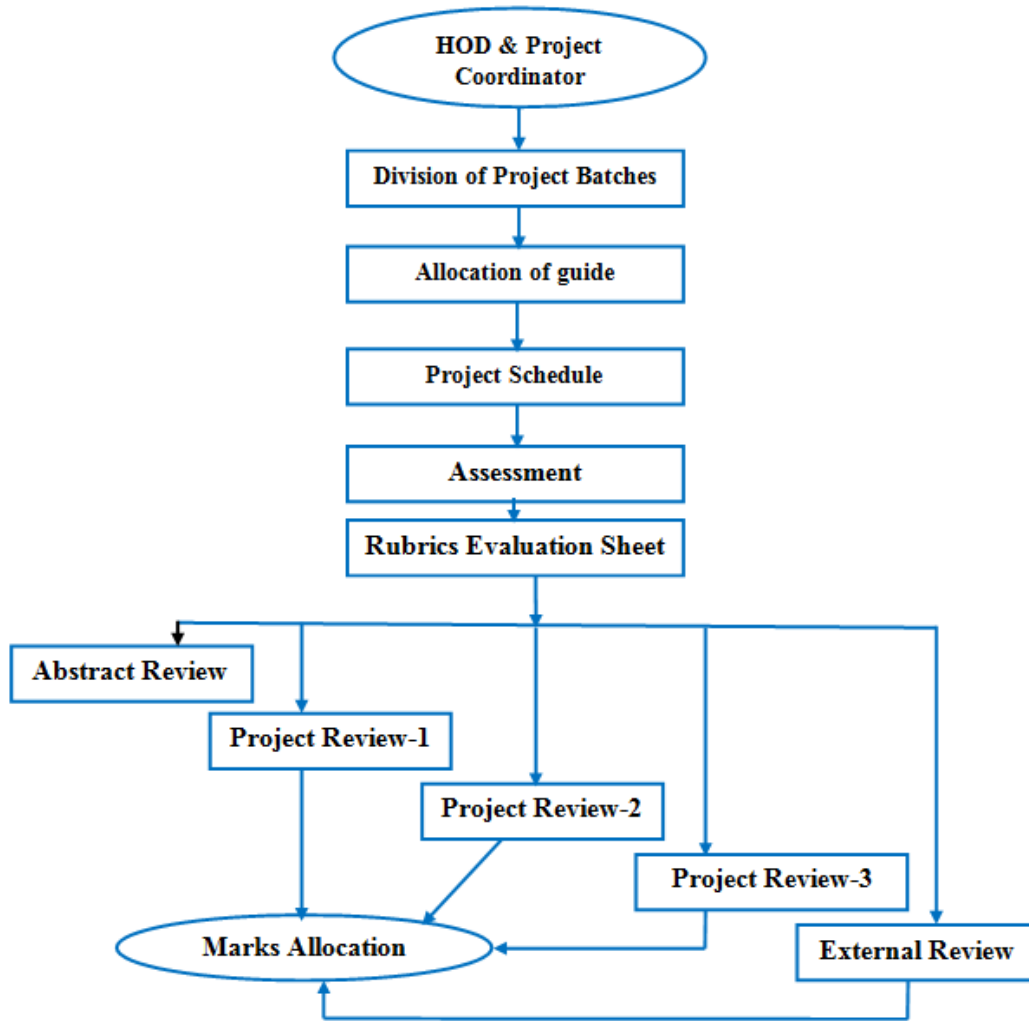 HOD & Project
Coordinator
Division of Project Batches
Allocation of guide
Project Schedule
Assessment
Rubrics Evaluation Sheet
Abstract Review
Project Review-1
Project Review-2
Project Review-3
External Review
Marks Allocation